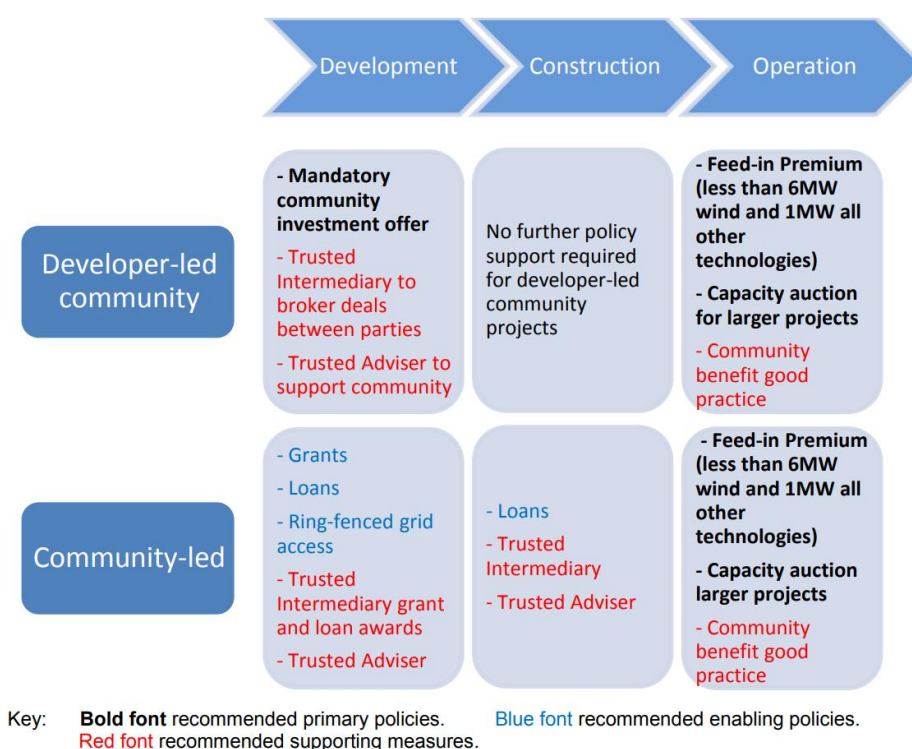 Development
Construction
Operation
Developer-led
community
- Mandatory
community
investment offer
- Trusted
Intermediary to
broker deals
between parties
- Trusted Adviser to
support community
No further policy
support required
for developer-led
community
projects
- Feed-in Premium
(less than 6MW
wind and 1MW all
other
technologies)
- Capacity auction
for larger projects
- Community
benefit good
practice
Community-led
- Grants
- Loans
- Ring-fenced grid
access
- Trusted
Intermediary grant
and loan awards
- Trusted Adviser
- Loans
- Trusted
Intermediary
- Trusted Adviser
- Feed-in Premium
(less than 6MW
wind and 1MW all
other
technologies)
- Capacity auction
larger projects
- Community
benefit good
practice
Key: Bold font recommended primary policies. Blue font recommended enabling policies.
Red font recommended supporting measures.